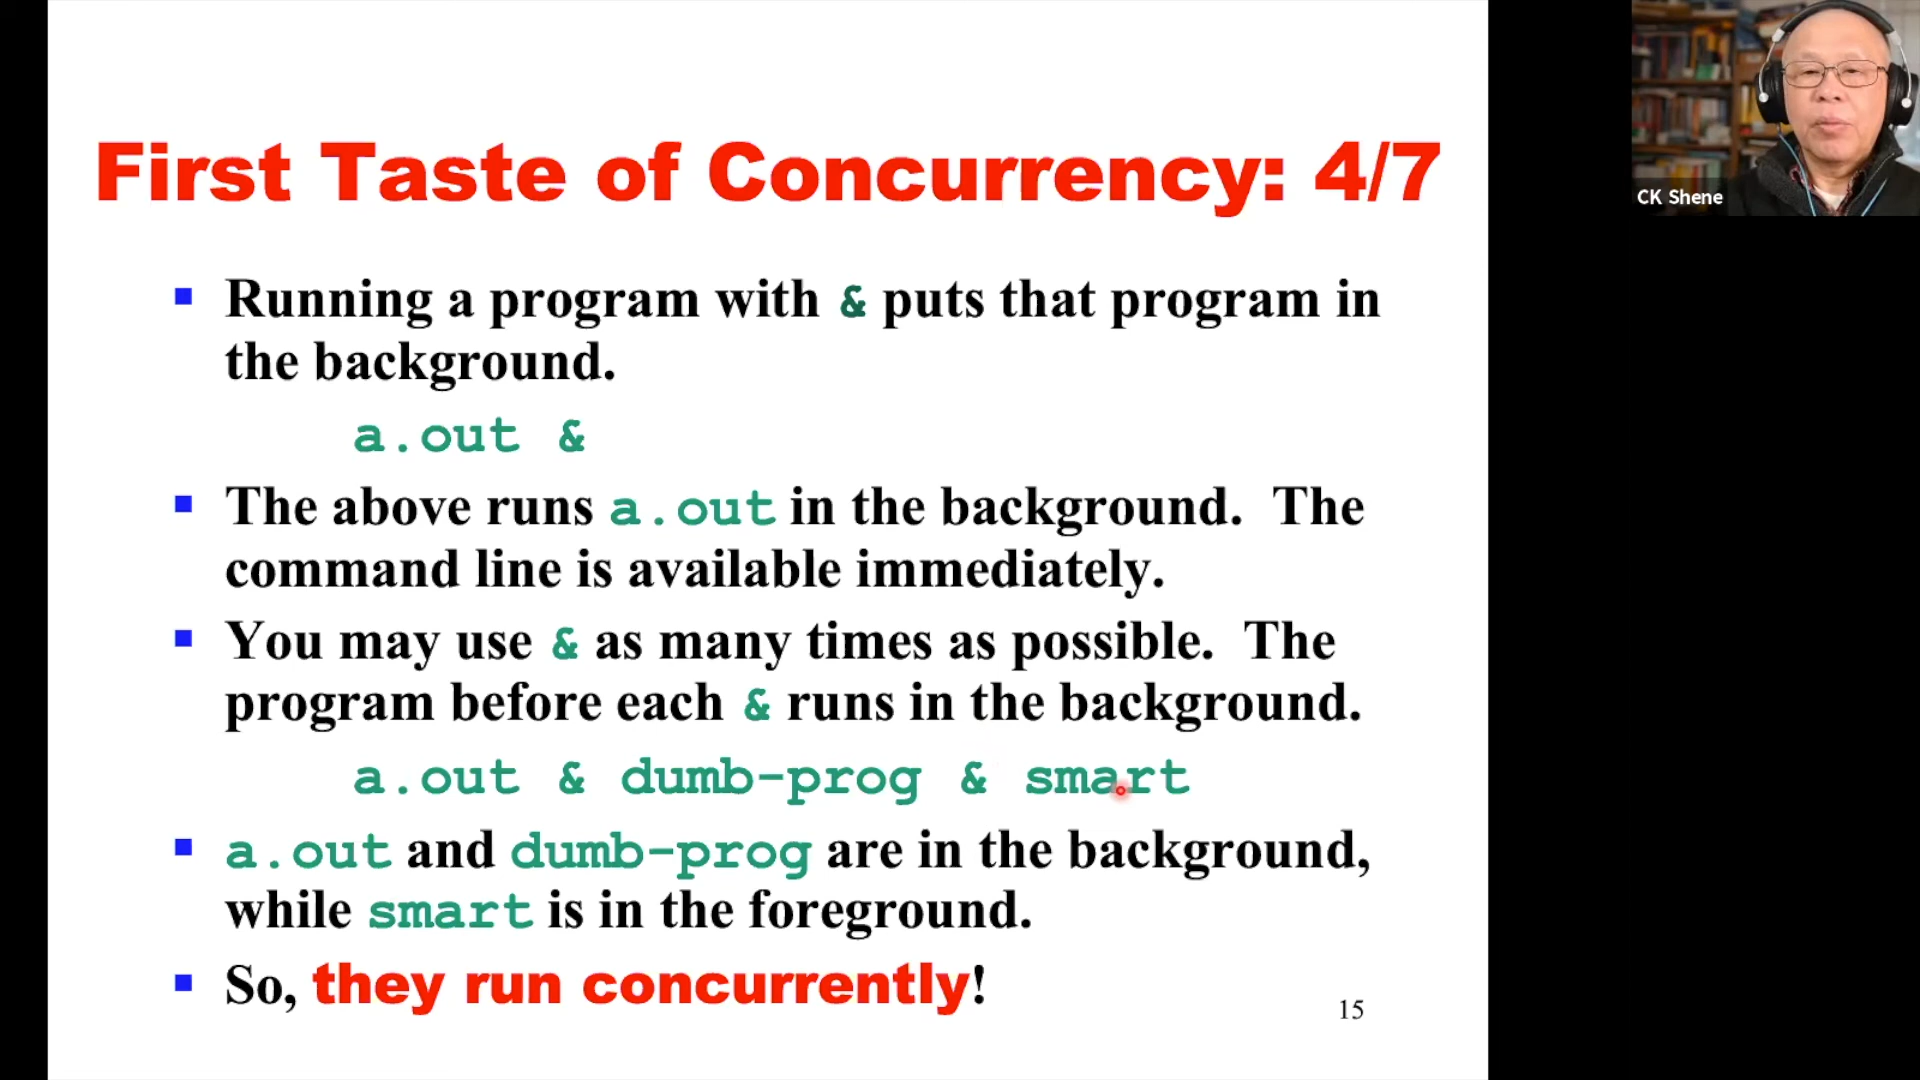 First Taste of Concurrency: 4/7
CK Shene
▪ Running a program with & puts that program in
the background.
a.out &
▪ The above runs a.out in the background. The
command line is available immediately.
▪ You may use & as many times as possible. The
program before each & runs in the background.
a.out & dumb-prog & smart
▪ a.out and dumb-prog are in the background,
while smart is in the foreground.
▪ So, they run concurrently!
15